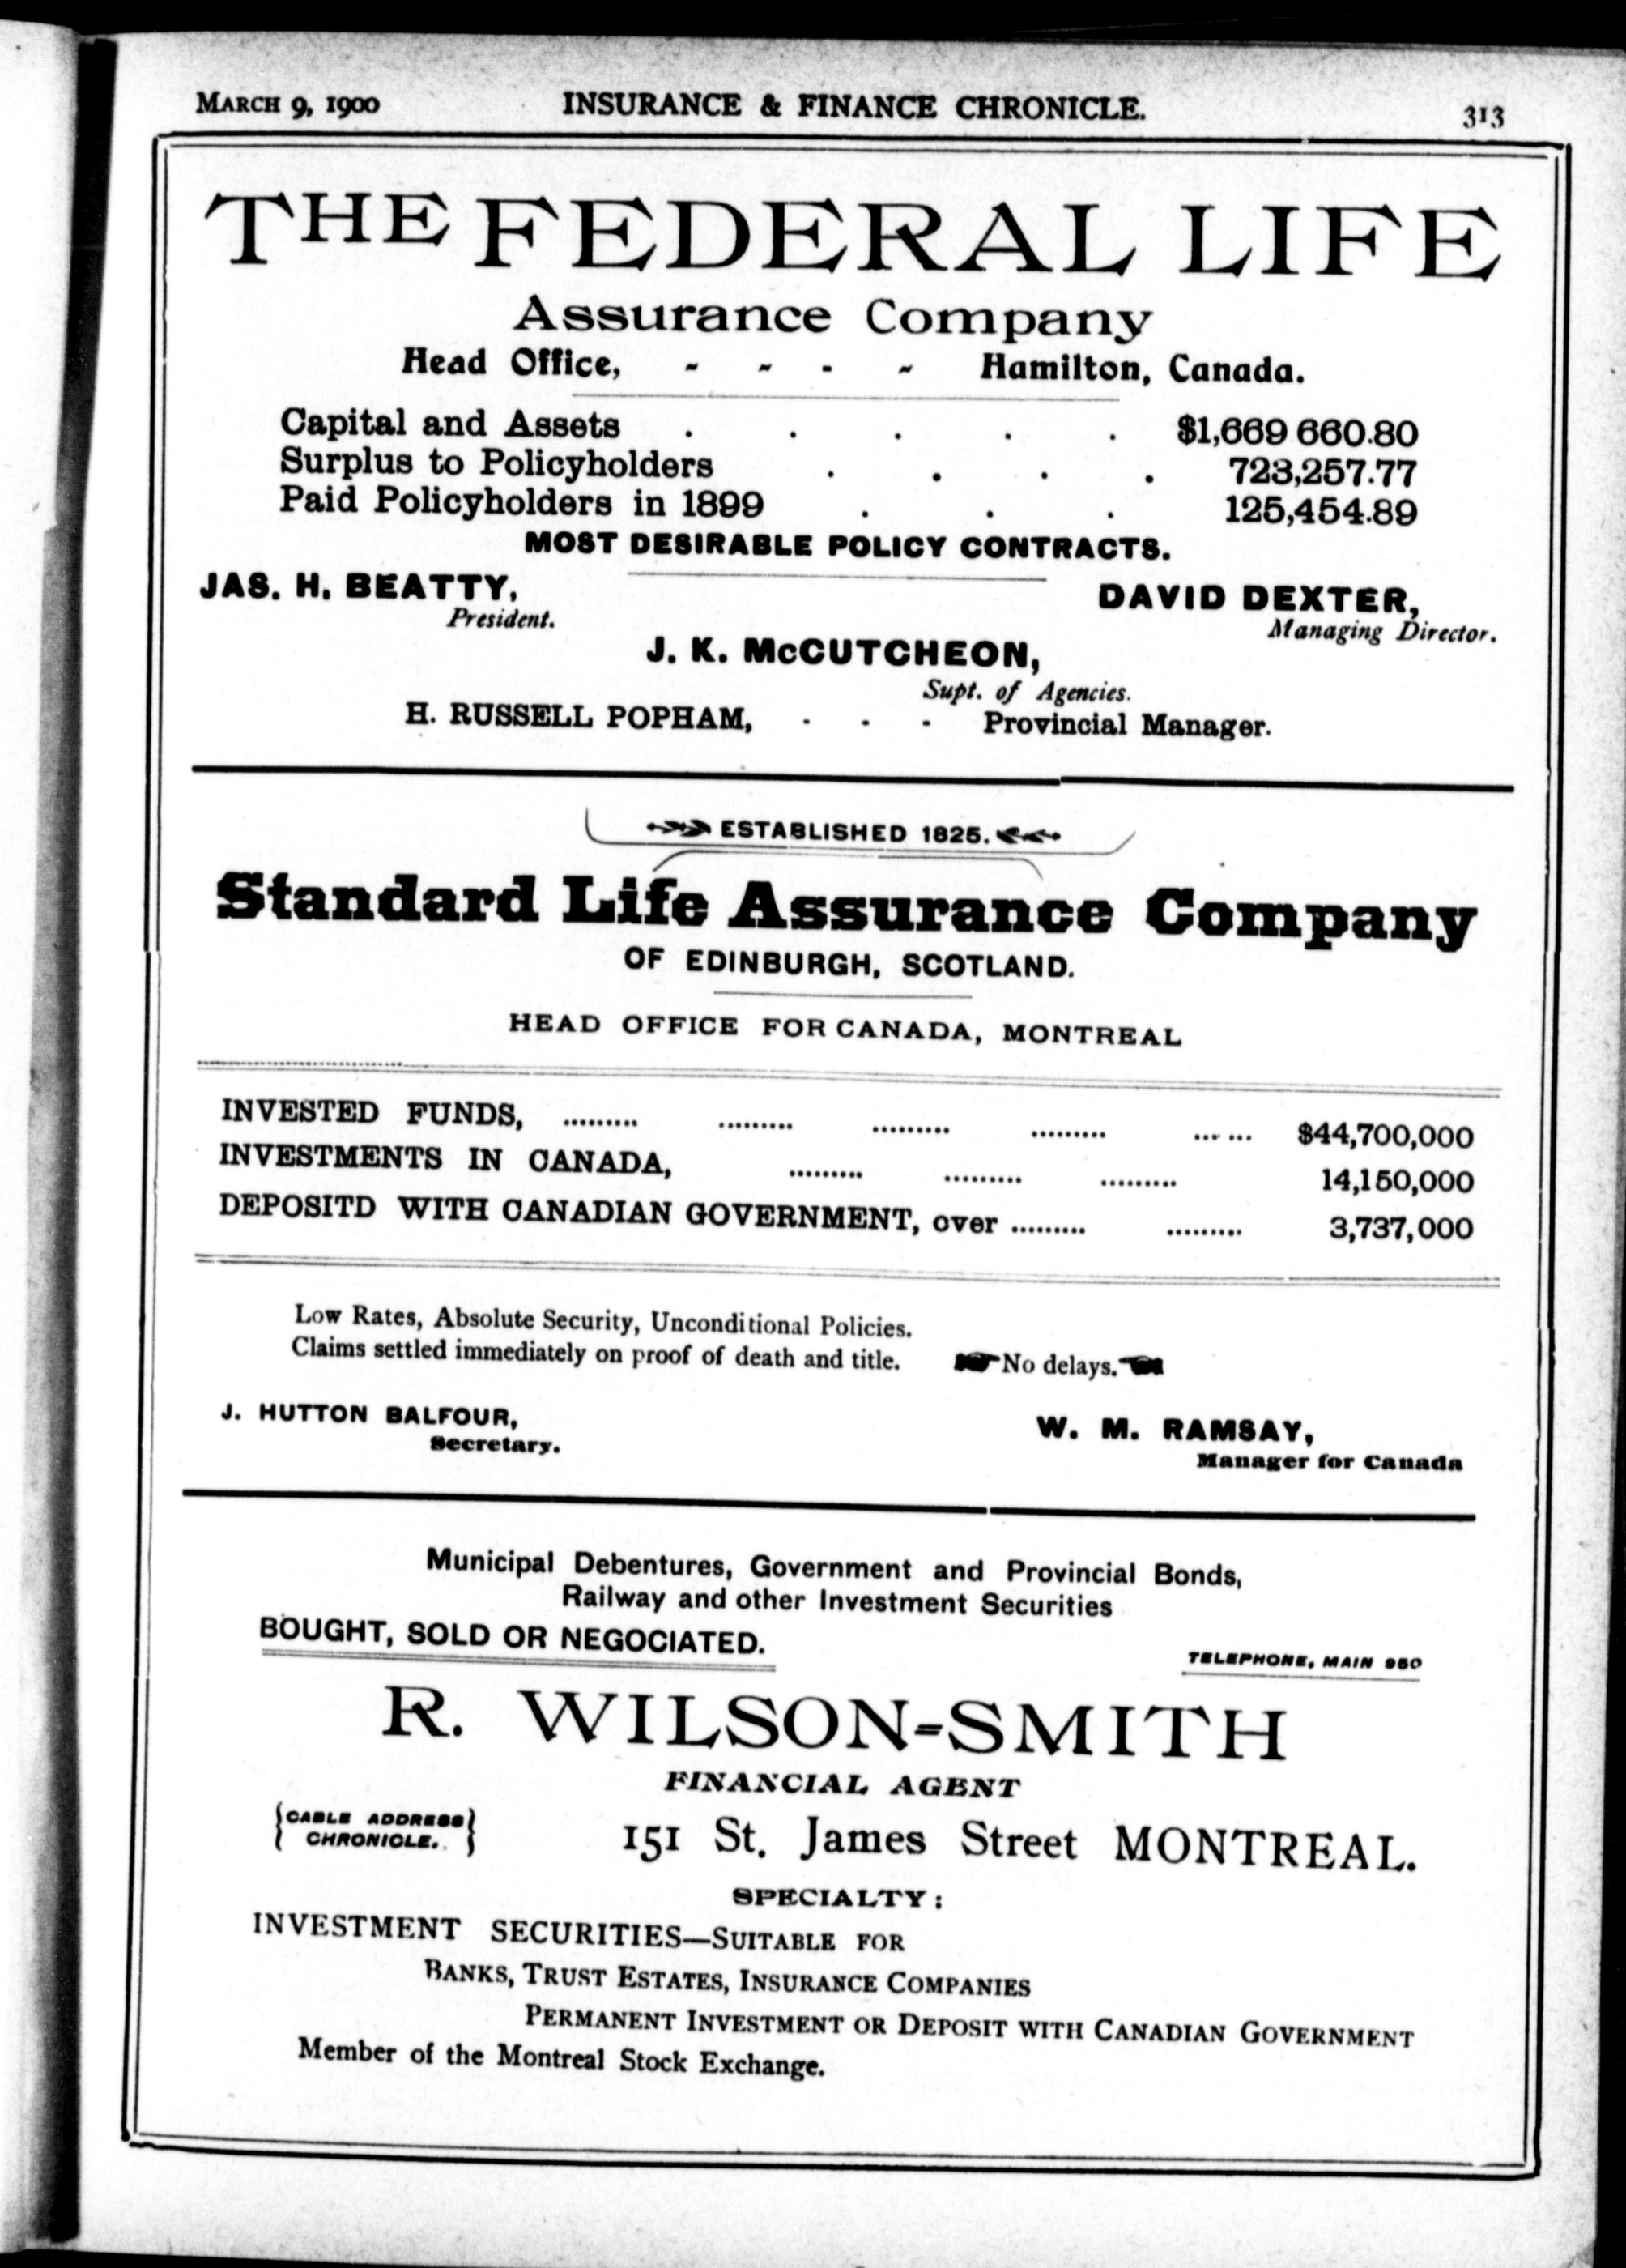 MARCH 9, 1900 INSURANCE & FINANCE CHRONICLE. 313
THE FEDERAL LIFE
Assurance Company
Head Office, - - - - Hamilton, Canada.
Capital and Assets . . . . . $1,669 660.80
Surplus to Policyholders . . . . 723,257.77
Paid Policyholders in 1899 . . . 125,454.89
MOST DESIRABLE POLICY CONTRACTS.
JAS. H. BEATTY, DAVID DEXTER,
President. Managing Director.
J. K. McCUTCHEON,
Supt. of Agencies.
H. RUSSELL POPHAM, - - - Provincial Manager.
ESTABLISHED 1825.
Standard Life Assurance Company
OF EDINBURGH, SCOTLAND.
HEAD OFFICE FOR CANADA, MONTREAL
INVESTED FUNDS, ......... ......... ......... ......... ...... $44,700,000
INVESTMENTS IN CANADA, ......... ......... ......... 14,150,000
DEPOSITD WITH CANADIAN GOVERNMENT, over ......... ......... 3,737,000
Low Rates, Absolute Security, Unconditional Policies.
Claims settled immediately on proof of death and title. No delays.
J. HUTTON BALFOUR, W. M. RAMSAY,
Secretary. Manager for Canada
Municipal Debentures, Government and Provincial Bonds,
Railway and other Investment Securities
BOUGHT, SOLD OR NEGOCIATED.
TELEPHONE, MAIN 950
R. WILSON-SMITH
FINANCIAL AGENT
CABLE ADDRESS
CHRONICLE.
151 St. James Street MONTREAL.
SPECIALTY:
INVESTMENT SECURITIES—SUITABLE FOR
BANKS, TRUST ESTATES, INSURANCE COMPANIES
PERMANENT INVESTMENT OR DEPOSIT WITH CANADIAN GOVERNMENT
Member of the Montreal Stock Exchange.